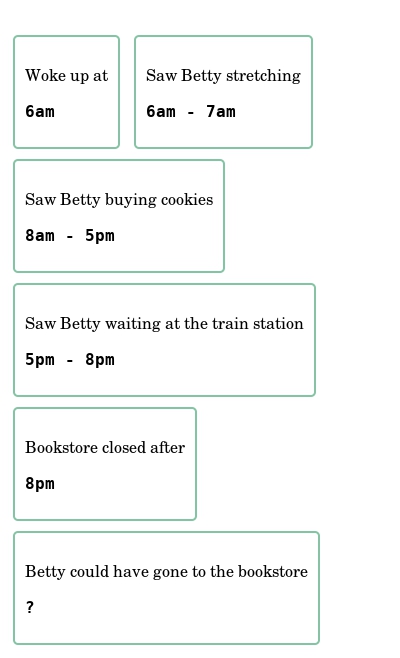 Woke up at
6am
Saw Betty stretching
6am - 7am
Saw Betty buying cookies
8am - 5pm
Saw Betty waiting at the train station
5pm - 8pm
Bookstore closed after
8pm
Betty could have gone to the bookstore
?